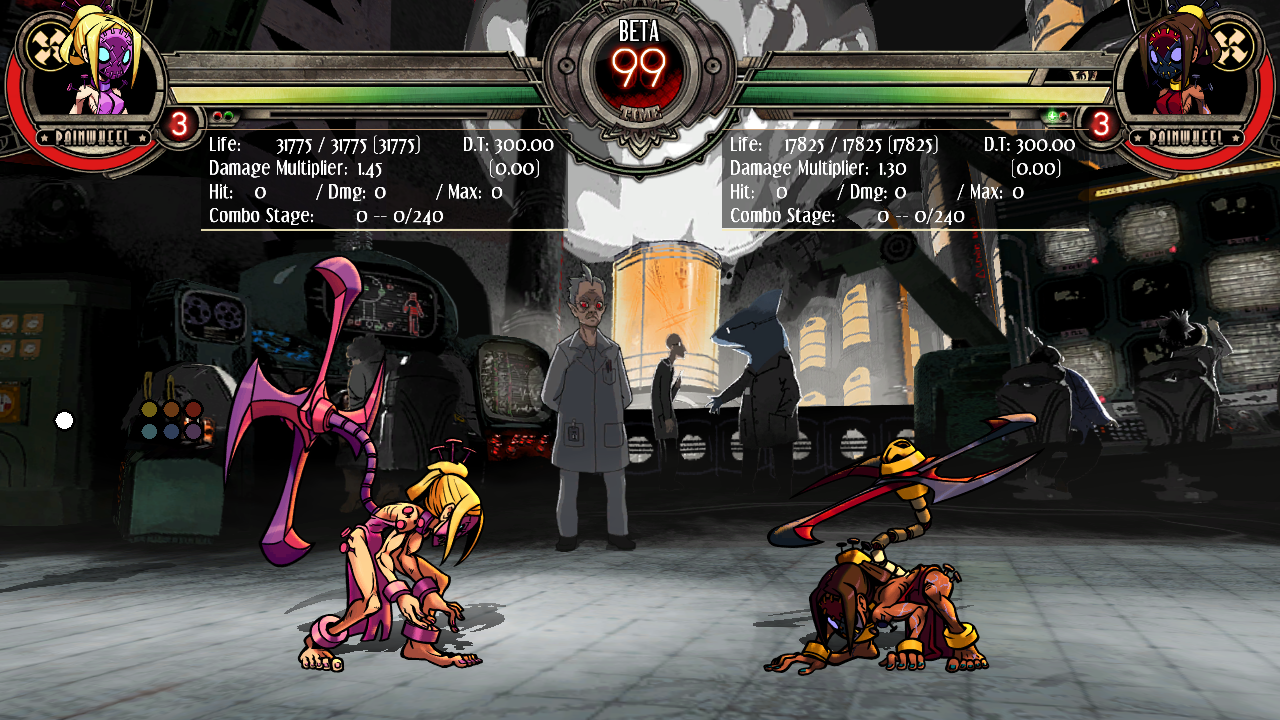 BETA
99
TIME
PAINWHEEL
3
Life: 31775 / 31775 (31775) D.T: 300.00
Damage Multiplier: 1.45 (0.00)
Hit: 0 / Dmg: 0 / Max: 0
Combo Stage: 0 -- 0/240
3
PAINWHEEL
Life: 17825 / 17825 (17825) D.T: 300.00
Damage Multiplier: 1.30 (0.00)
Hit: 0 / Dmg: 0 / Max: 0
Combo Stage: 0 -- 0/240